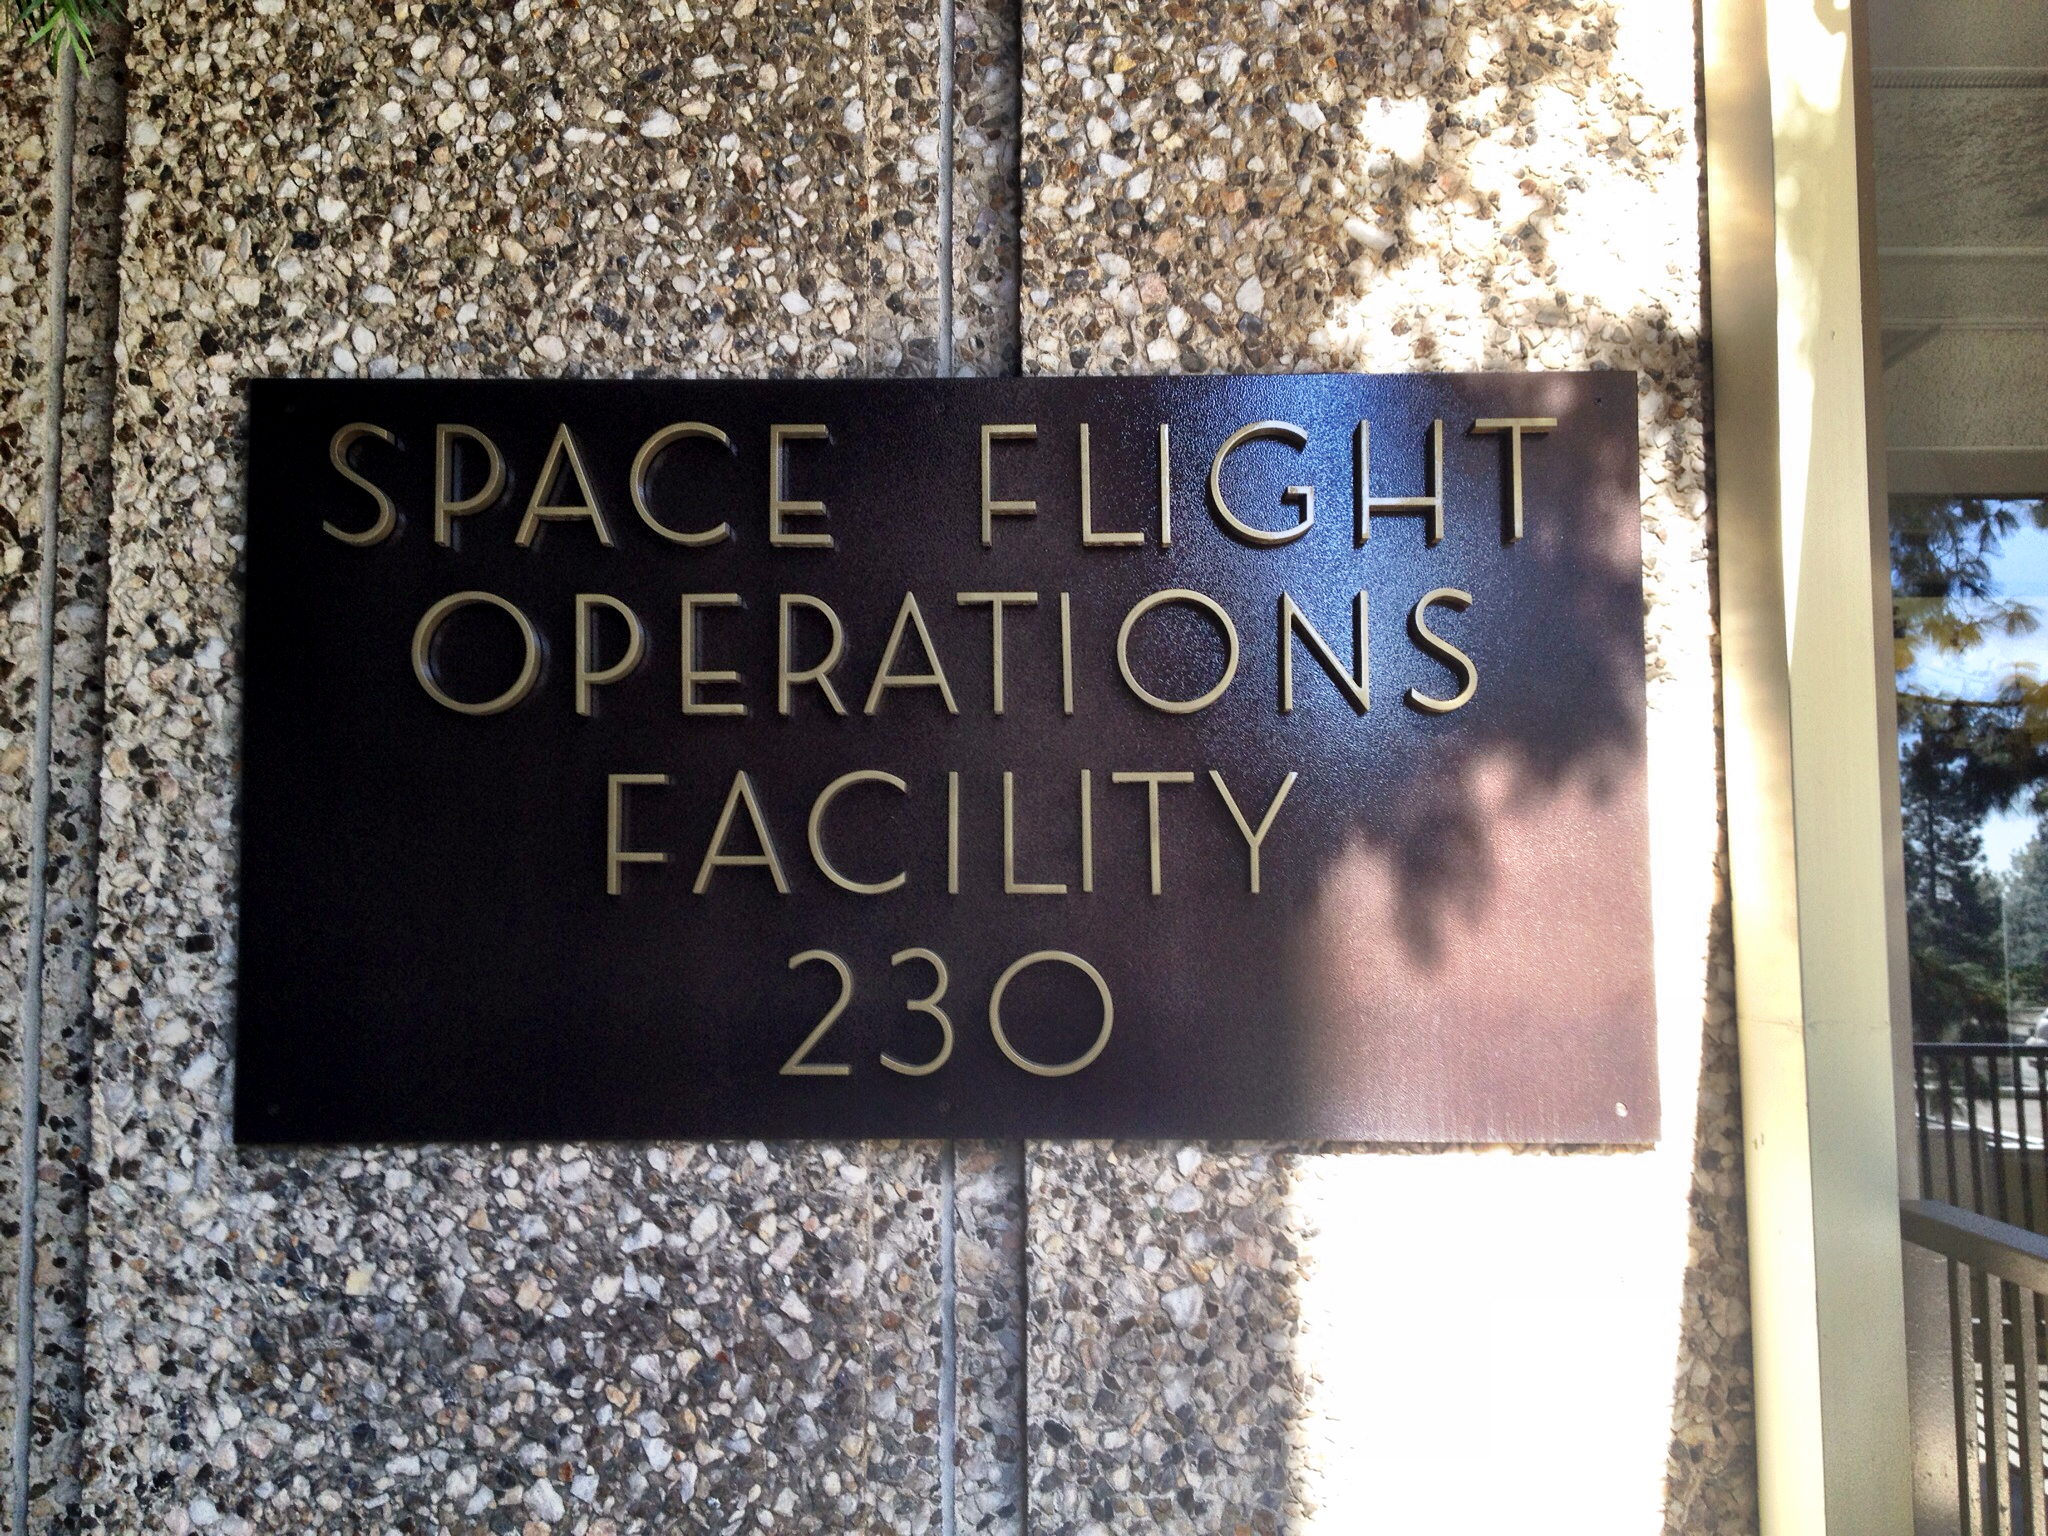 SPACE FLIGHT
OPERATIONS
FACILITY
230